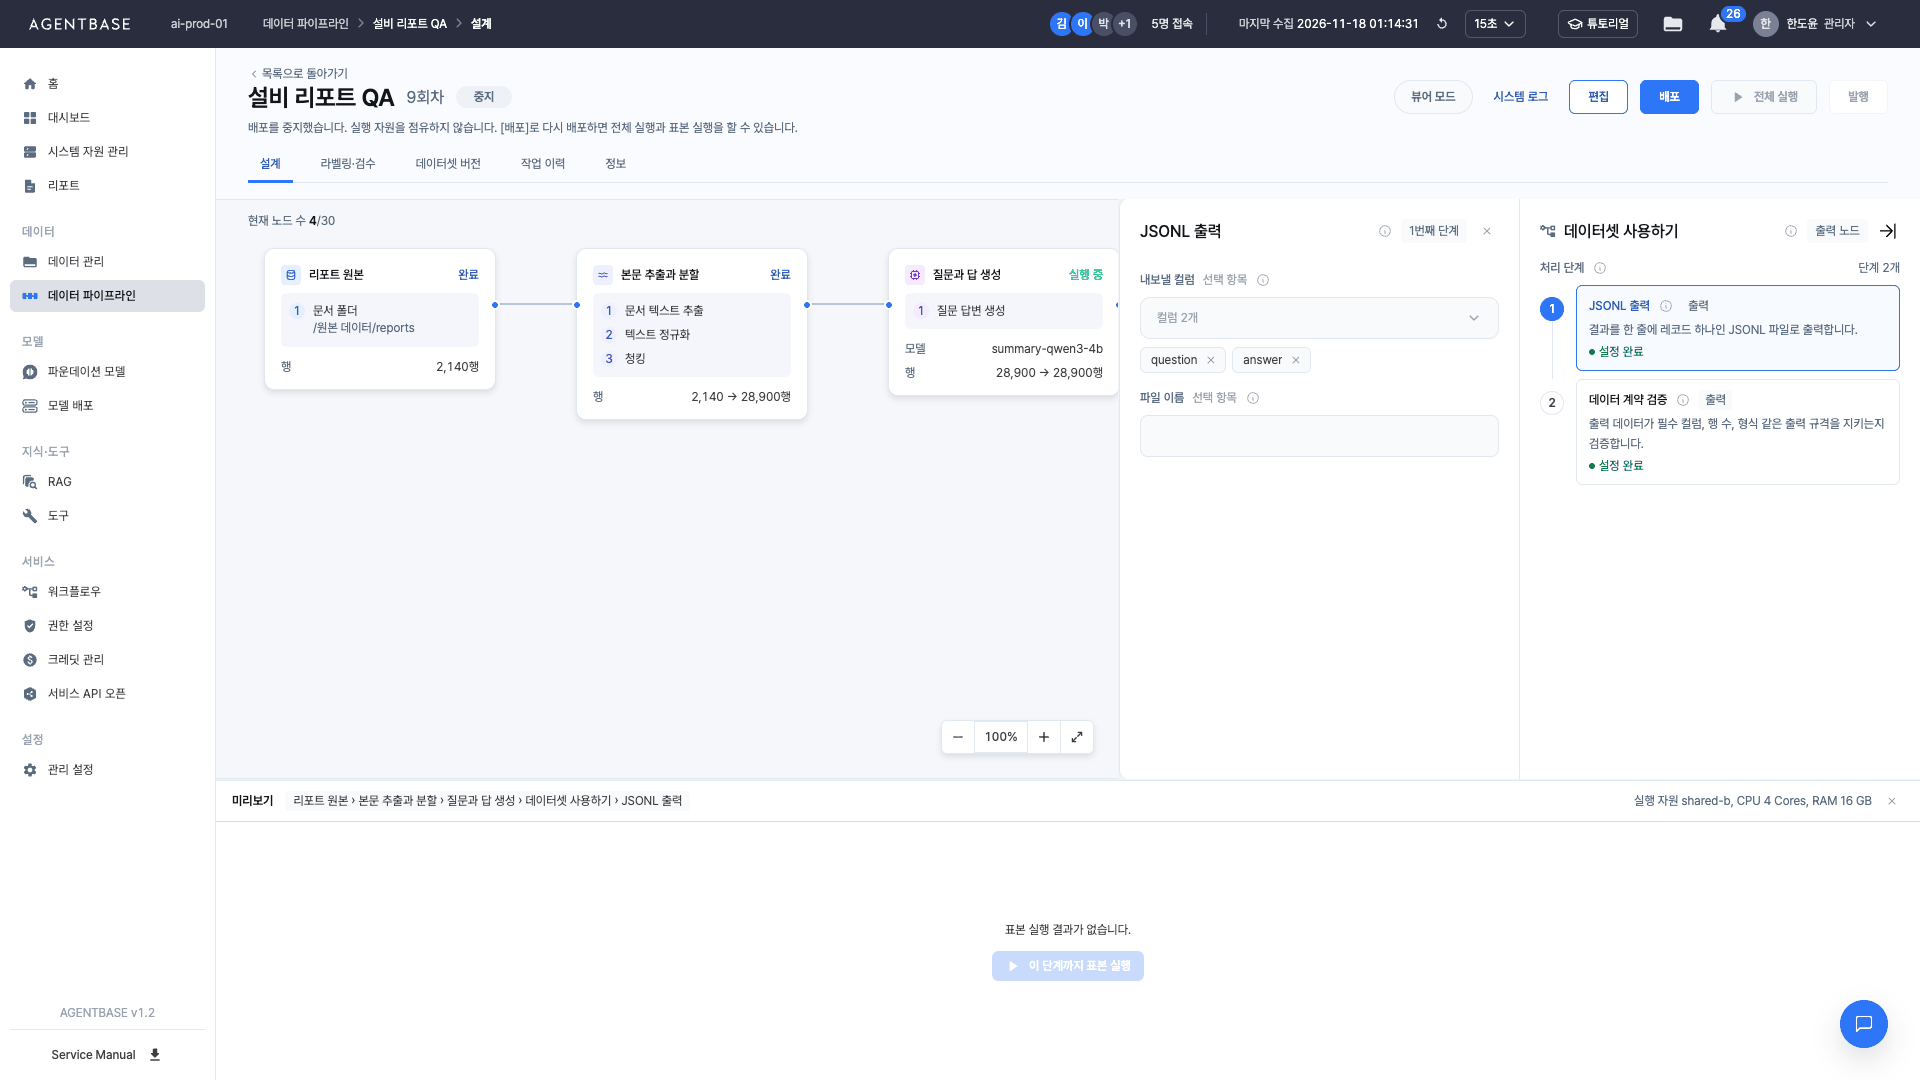 AGENTBASE
ai-prod-01
데이터 파이프라인 > 설비 리포트 QA > 설계
김 이 박 +1 5명 접속
마지막 수집 2026-11-18 01:14:31
15초
튜토리얼
26
한 한도윤 관리자
홈
대시보드
시스템 자원 관리
리포트
데이터
데이터 관리
데이터 파이프라인
모델
파운데이션 모델
모델 배포
지식·도구
RAG
도구
서비스
워크플로우
권한 설정
크레딧 관리
서비스 API 오픈
설정
관리 설정
AGENTBASE v1.2
Service Manual
목록으로 돌아가기
설비 리포트 QA 9회차 중지
배포를 중지했습니다. 실행 자원을 점유하지 않습니다. [배포]로 다시 배포하면 전체 실행과 표본 실행을 할 수 있습니다.
뷰어 모드
시스템 로그
편집
배포
전체 실행
발행
설계
라벨링·검수
데이터셋 버전
작업 이력
정보
현재 노드 수 4/30
리포트 원본 완료
1 문서 폴더
/원본 데이터/reports
행 2,140행
본문 추출과 분할 완료
1 문서 텍스트 추출
2 텍스트 정규화
3 청킹
행 2,140 → 28,900행
질문과 답 생성 실행 중
1 질문 답변 생성
모델 summary-qwen3-4b
행 28,900 → 28,900행
100%
JSONL 출력 1번째 단계
내보낼 컬럼 선택 항목
컬럼 2개
question
answer
파일 이름 선택 항목
데이터셋 사용하기 출력 노드
처리 단계 단계 2개
1 JSONL 출력 출력
결과를 한 줄에 레코드 하나인 JSONL 파일로 출력합니다.
설정 완료
2 데이터 계약 검증 출력
출력 데이터가 필수 컬럼, 행 수, 형식 같은 출력 규격을 지키는지
검증합니다.
설정 완료
미리보기 리포트 원본 › 본문 추출과 분할 › 질문과 답 생성 › 데이터셋 사용하기 › JSONL 출력
실행 자원 shared-b, CPU 4 Cores, RAM 16 GB
표본 실행 결과가 없습니다.
이 단계까지 표본 실행